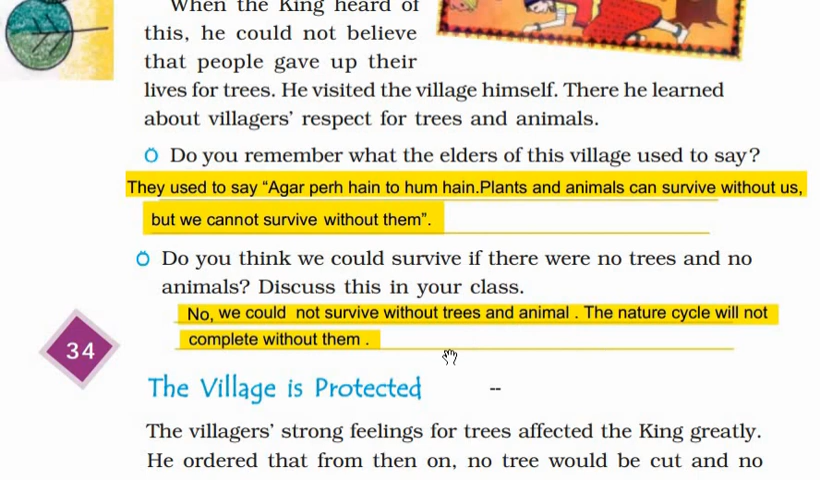 When the King heard of
this, he could not believe
that people gave up their
lives for trees. He visited the village himself. There he learned
about villagers' respect for trees and animals.
Do you remember what the elders of this village used to say?
They used to say “Agar perh hain to hum hain.Plants and animals can survive without us,
but we cannot survive without them”.
Do you think we could survive if there were no trees and no
animals? Discuss this in your class.
No, we could not survive without trees and animal . The nature cycle will not
complete without them .
34
The Village is Protected
--
The villagers' strong feelings for trees affected the King greatly.
He ordered that from then on, no tree would be cut and no